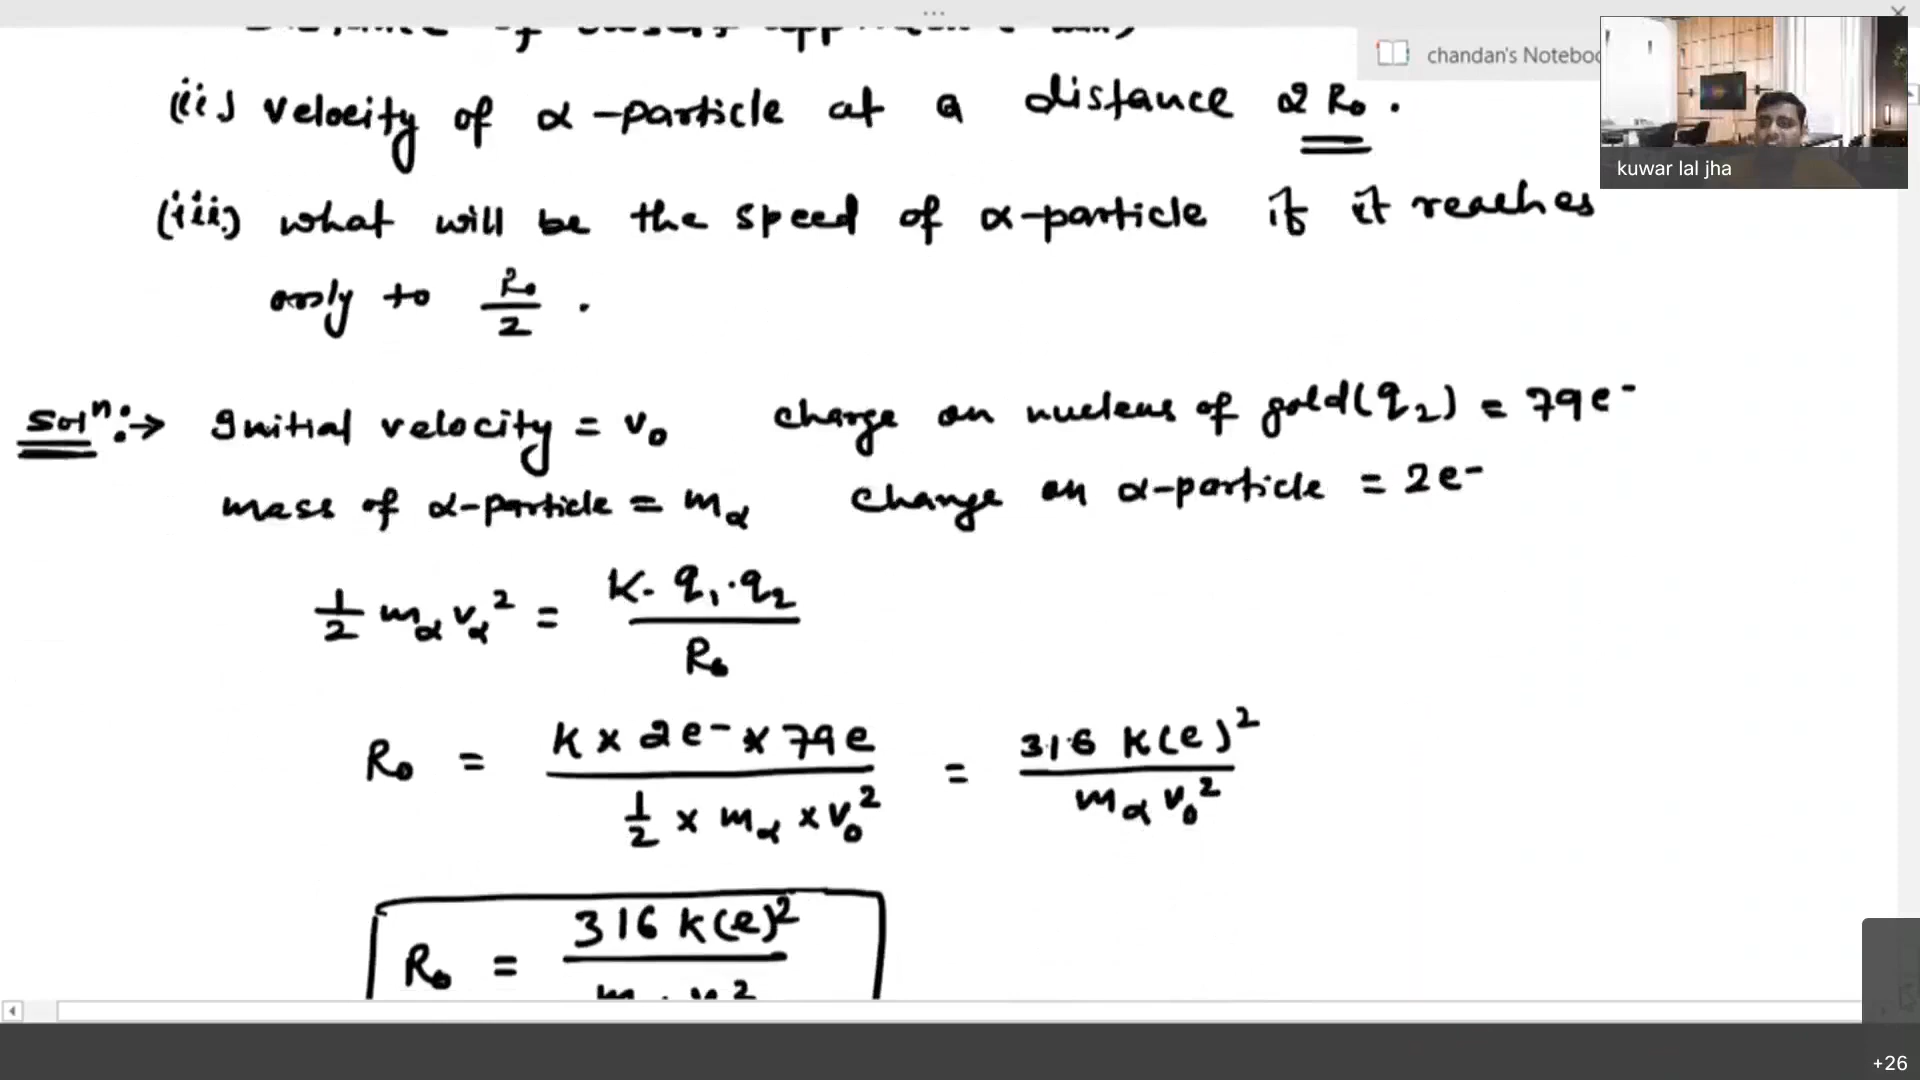 (ii) velocity of α-particle at a distance 2R₀.
chandan's Notebo
kuwar lal jha
(iii) what will be the speed of α-particle if it reaches
only to R₀/2.
Solⁿ:→ Initial velocity = v₀ charge on nucleus of gold(q₂) = 79e⁻
mass of α-particle = mα charge on α-particle = 2e⁻
1/2 mα vα² = K. q₁.q₂ / R₀
R₀ = K x 2e⁻ x 79e / 1/2 x mα x v₀² = 316 K(e)² / mα v₀²
R₀ = 316 K(e)²
+26